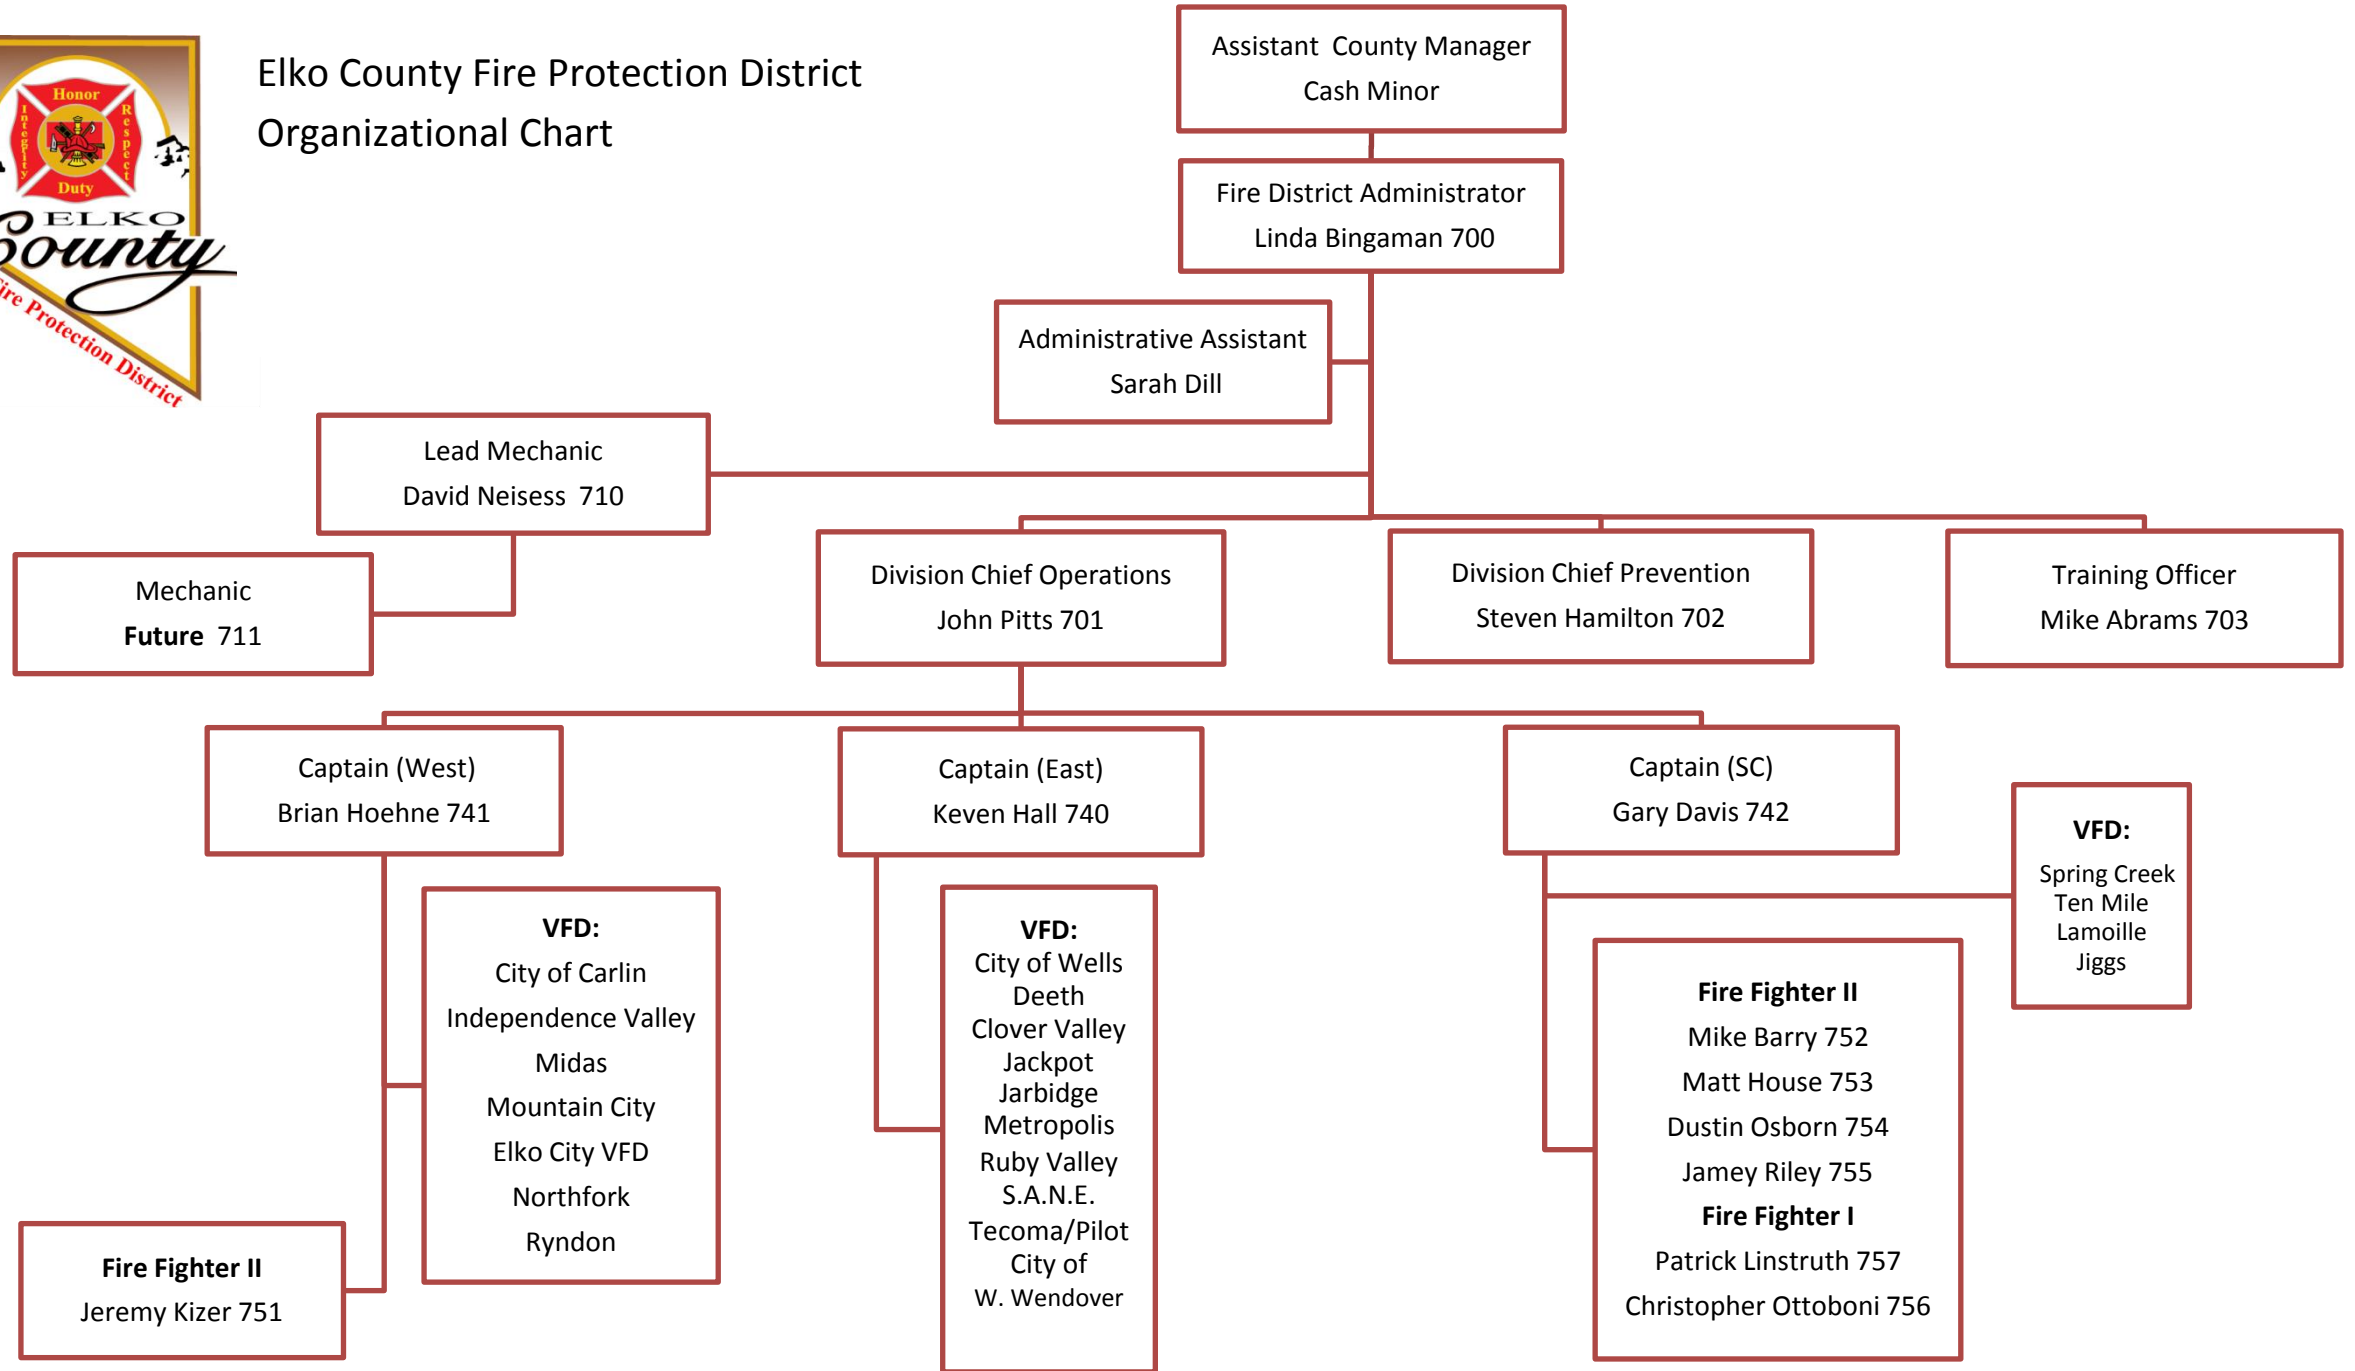 Elko County Fire Protection District
Organizational Chart
Honor
Integrity
Respect
Duty
ELKO
County
Fire Protection District
Assistant County Manager
Cash Minor
Fire District Administrator
Linda Bingaman 700
Administrative Assistant
Sarah Dill
Lead Mechanic
David Neisess 710
Mechanic
Future 711
Division Chief Operations
John Pitts 701
Division Chief Prevention
Steven Hamilton 702
Training Officer
Mike Abrams 703
Captain (West)
Brian Hoehne 741
Captain (East)
Keven Hall 740
Captain (SC)
Gary Davis 742
VFD:
Spring Creek
Ten Mile
Lamoille
Jiggs
VFD:
City of Carlin
Independence Valley
Midas
Mountain City
Elko City VFD
Northfork
Ryndon
VFD:
City of Wells
Deeth
Clover Valley
Jackpot
Jarbidge
Metropolis
Ruby Valley
S.A.N.E.
Tecoma/Pilot
City of
W. Wendover
Fire Fighter II
Mike Barry 752
Matt House 753
Dustin Osborn 754
Jamey Riley 755
Fire Fighter I
Patrick Linstruth 757
Christopher Ottoboni 756
Fire Fighter II
Jeremy Kizer 751